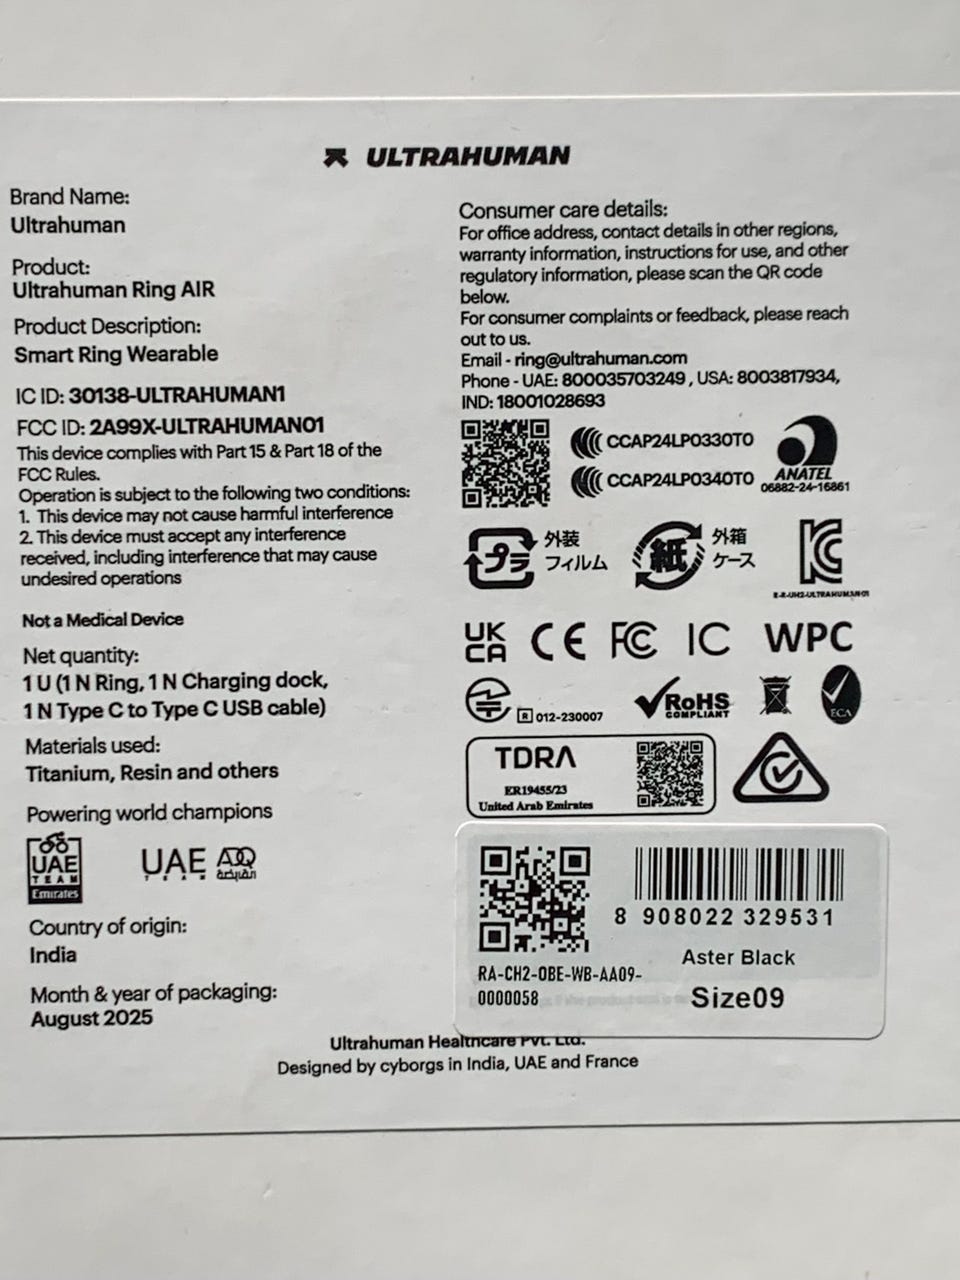 ULTRAHUMAN
Brand Name:
Ultrahuman
Product:
Ultrahuman Ring AIR
Product Description:
Smart Ring Wearable
IC ID: 30138-ULTRAHUMAN1
FCC ID: 2A99X-ULTRAHUMAN01
This device complies with Part 15 & Part 18 of the
FCC Rules.
Operation is subject to the following two conditions:
1. This device may not cause harmful interference
2. This device must accept any interference
received, including interference that may cause
undesired operations
Not a Medical Device
Net quantity:
1 U (1 N Ring, 1 N Charging dock,
1 N Type C to Type C USB cable)
Materials used:
Titanium, Resin and others
Powering world champions
UAE
TEAM
Emirates
UAE ADQ
TEAM القابضة
Country of origin:
India
Month & year of packaging:
August 2025
Consumer care details:
For office address, contact details in other regions,
warranty information, instructions for use, and other
regulatory information, please scan the QR code
below.
For consumer complaints or feedback, please reach
out to us.
Email - ring@ultrahuman.com
Phone - UAE: 800035703249 , USA: 8003817934,
IND: 18001028693
CCAP24LP0330T0
CCAP24LP0340T0
ANATEL
06882-24-16861
プラ
外装
フィルム
紙
外箱
ケース
R-R-UH2-ULTRAHUMAN01
UK
CA CE FC IC WPC
R 012-230007
RoHS
COMPLIANT
ECA
TDRA
ER19455/23
United Arab Emirates
8 908022 329531
Aster Black
RA-CH2-0BE-WB-AA09-
0000058
Size09
Ultrahuman Healthcare Pvt. Ltd.
Designed by cyborgs in India, UAE and France